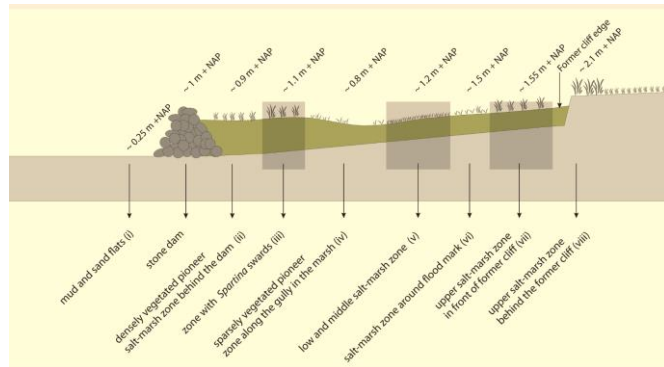 ~ 0.25 m + NAP
~ 1 m + NAP
~ 0.9 m + NAP
~ 1.1 m + NAP
~ 0.8 m + NAP
~ 1.2 m + NAP
~ 1.5 m + NAP
~ 1.55 m + NAP
Former cliff edge
~ 2.1 m + NAP
mud and sand flats (i)
stone dam
densely vegetated pioneer
salt-marsh zone behind the dam (ii)
zone with Spartina swards (iii)
sparsely vegetated pioneer
zone along the gully in the marsh (iv)
low and middle salt-marsh zone (v)
salt-marsh zone around flood mark (vi)
upper salt-marsh zone
in front of former cliff (vii)
upper salt-marsh zone
behind the former cliff (viii)